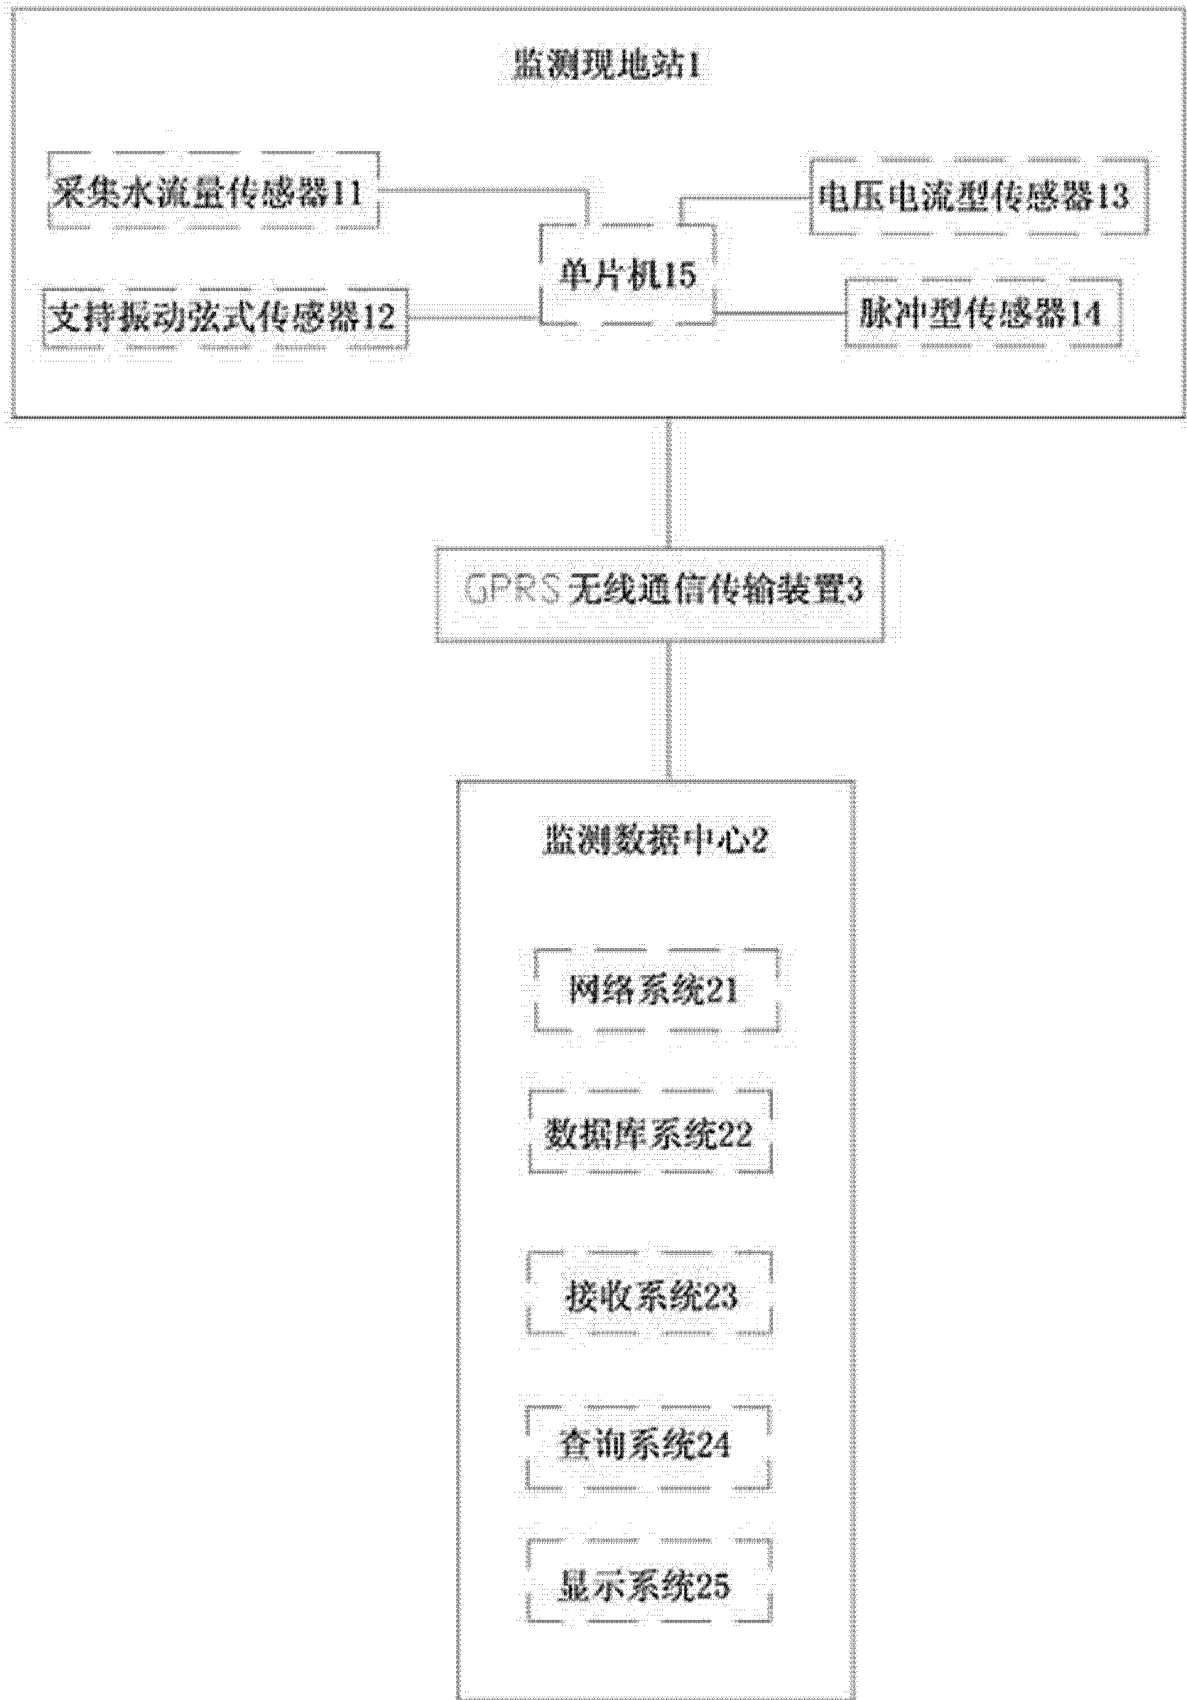 监测现地站1
采集水流量传感器11
电压电流型传感器13
单片机15
支持振动弦式传感器12
脉冲型传感器14
GPRS无线通信传输装置3
监测数据中心2
网络系统21
数据库系统22
接收系统23
查询系统24
显示系统25